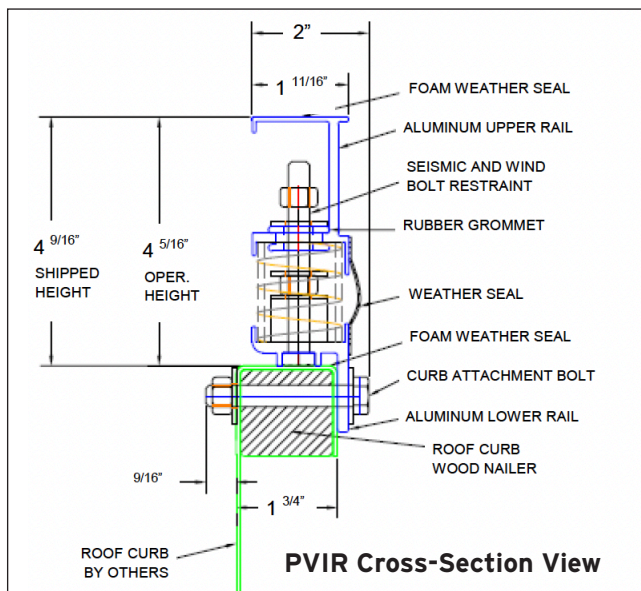 2"
1 11/16"
FOAM WEATHER SEAL
ALUMINUM UPPER RAIL
SEISMIC AND WIND
BOLT RESTRAINT
RUBBER GROMMET
4 9/16"
SHIPPED
HEIGHT
4 5/16"
OPER.
HEIGHT
WEATHER SEAL
FOAM WEATHER SEAL
CURB ATTACHMENT BOLT
ALUMINUM LOWER RAIL
ROOF CURB
WOOD NAILER
9/16"
1 3/4"
ROOF CURB
BY OTHERS
PVIR Cross-Section View